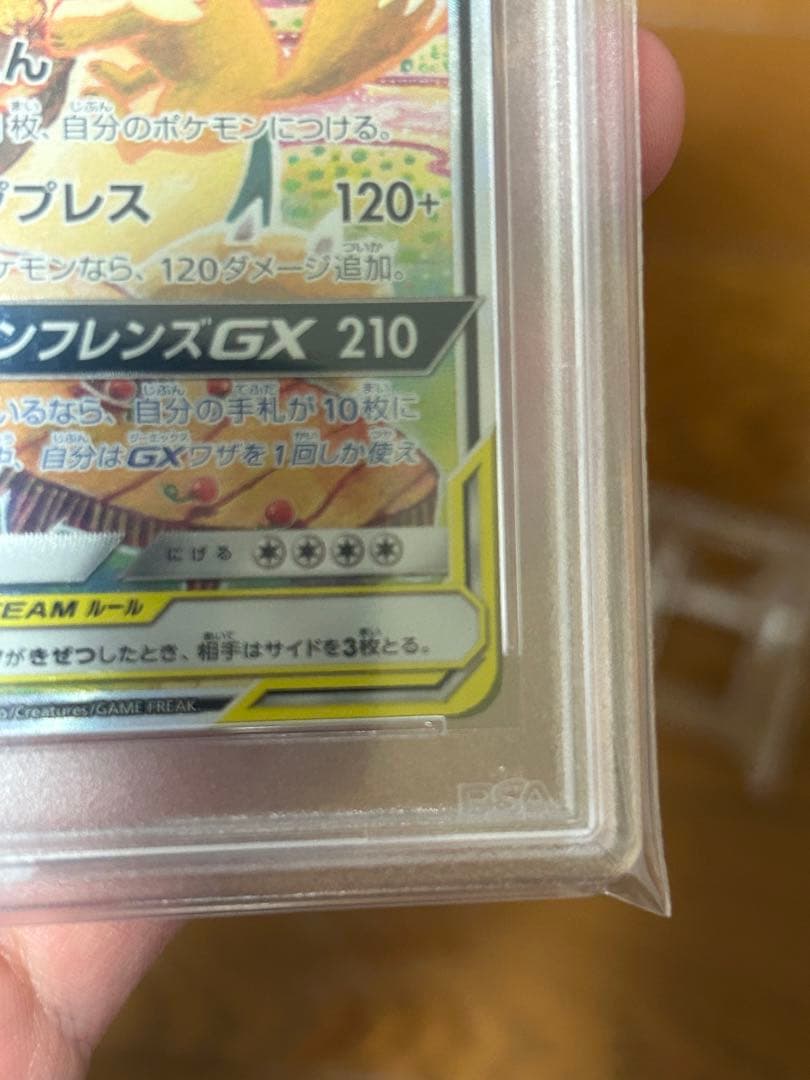 ん
枚、自分のポケモンにつける。
ププレス 120+
ケモンなら、120ダメージ追加。
ンフレンズGX 210
いるなら、自分の手札が10枚に
、自分はGXワザを1回しか使え
にげる
TEAM ルール
がきぜつしたとき、相手はサイドを3枚とる。
/Creatures/GAME FREAK
PSA